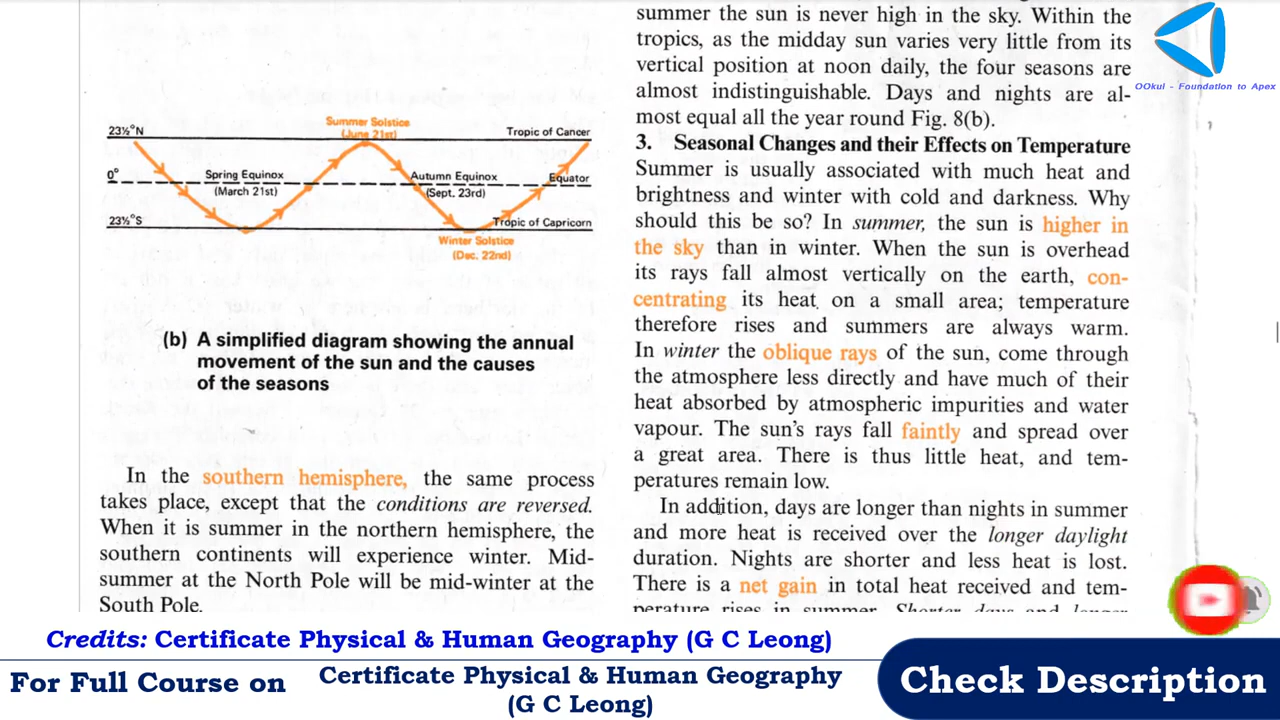 summer the sun is never high in the sky. Within the
tropics, as the midday sun varies very little from its
vertical position at noon daily, the four seasons are
almost indistinguishable. Days and nights are al-
most equal all the year round Fig. 8(b).
3. Seasonal Changes and their Effects on Temperature
Summer is usually associated with much heat and
brightness and winter with cold and darkness. Why
should this be so? In summer, the sun is higher in
the sky than in winter. When the sun is overhead
its rays fall almost vertically on the earth, con-
centrating its heat on a small area; temperature
therefore rises and summers are always warm.
In winter the oblique rays of the sun, come through
the atmosphere less directly and have much of their
heat absorbed by atmospheric impurities and water
vapour. The sun's rays fall faintly and spread over
a great area. There is thus little heat, and tem-
peratures remain low.
In addition, days are longer than nights in summer
and more heat is received over the longer daylight
duration. Nights are shorter and less heat is lost.
There is a net gain in total heat received and tem-
perature rises in summer. Shorter days and longer
OOkul - Foundation to Apex
Summer Solstice
(June 21st)
23½°N
Tropic of Cancer
0°
Spring Equinox
(March 21st)
Autumn Equinox
(Sept. 23rd)
Equator
23½°S
Tropic of Capricorn
Winter Solstice
(Dec. 22nd)
(b) A simplified diagram showing the annual
movement of the sun and the causes
of the seasons
In the southern hemisphere, the same process
takes place, except that the conditions are reversed.
When it is summer in the northern hemisphere, the
southern continents will experience winter. Mid-
summer at the North Pole will be mid-winter at the
South Pole.
Credits: Certificate Physical & Human Geography (G C Leong)
For Full Course on
Certificate Physical & Human Geography
(G C Leong)
Check Description